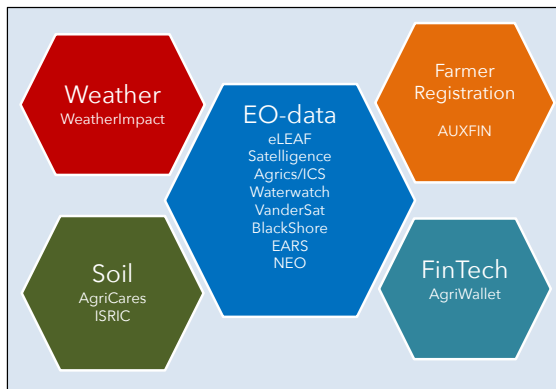 Weather
WeatherImpact
Farmer
Registration
AUXFIN
EO-data
eLEAF
Satelligence
Agrics/ICS
Waterwatch
VanderSat
BlackShore
EARS
NEO
Soil
AgriCares
ISRIC
FinTech
AgriWallet